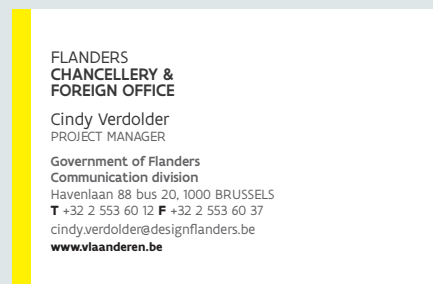 FLANDERS
CHANCELLERY &
FOREIGN OFFICE
Cindy Verdolder
PROJECT MANAGER
Government of Flanders
Communication division
Havenlaan 88 bus 20, 1000 BRUSSELS
T +32 2 553 60 12 F +32 2 553 60 37
cindy.verdolder@designflanders.be
www.vlaanderen.be